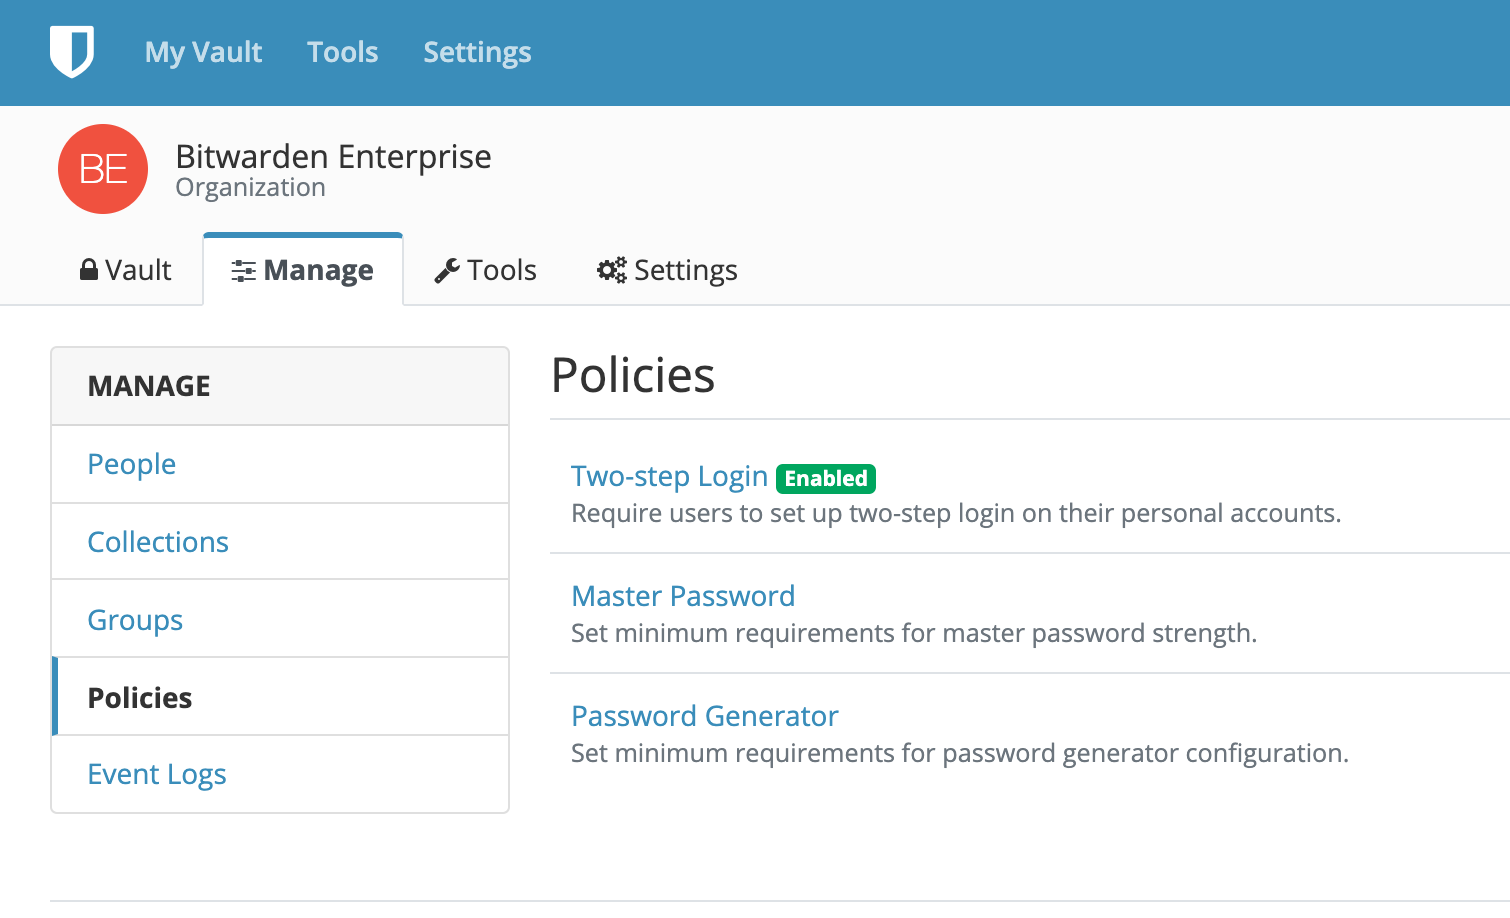 My Vault Tools Settings
BE
Bitwarden Enterprise
Organization
Vault Manage Tools Settings
MANAGE
People
Collections
Groups
Policies
Event Logs
Policies
Two-step Login Enabled
Require users to set up two-step login on their personal accounts.
Master Password
Set minimum requirements for master password strength.
Password Generator
Set minimum requirements for password generator configuration.